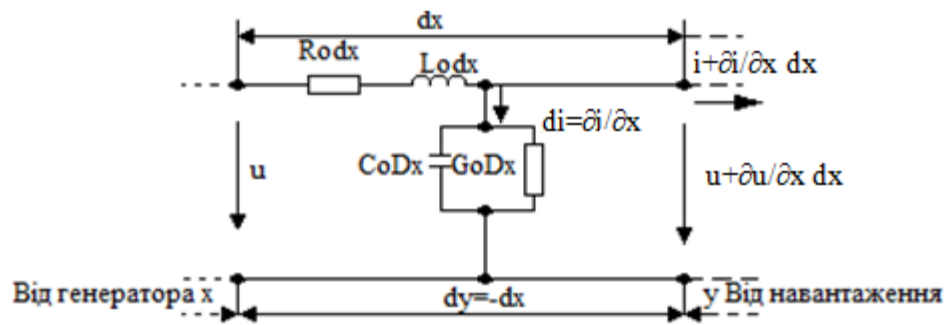 dx
Rodx
Lodx
i+∂i/∂x dx
di=∂i/∂x
CoDx
GoDx
u
u+∂u/∂x dx
Від генератора x
dy=-dx
y Від навантаження